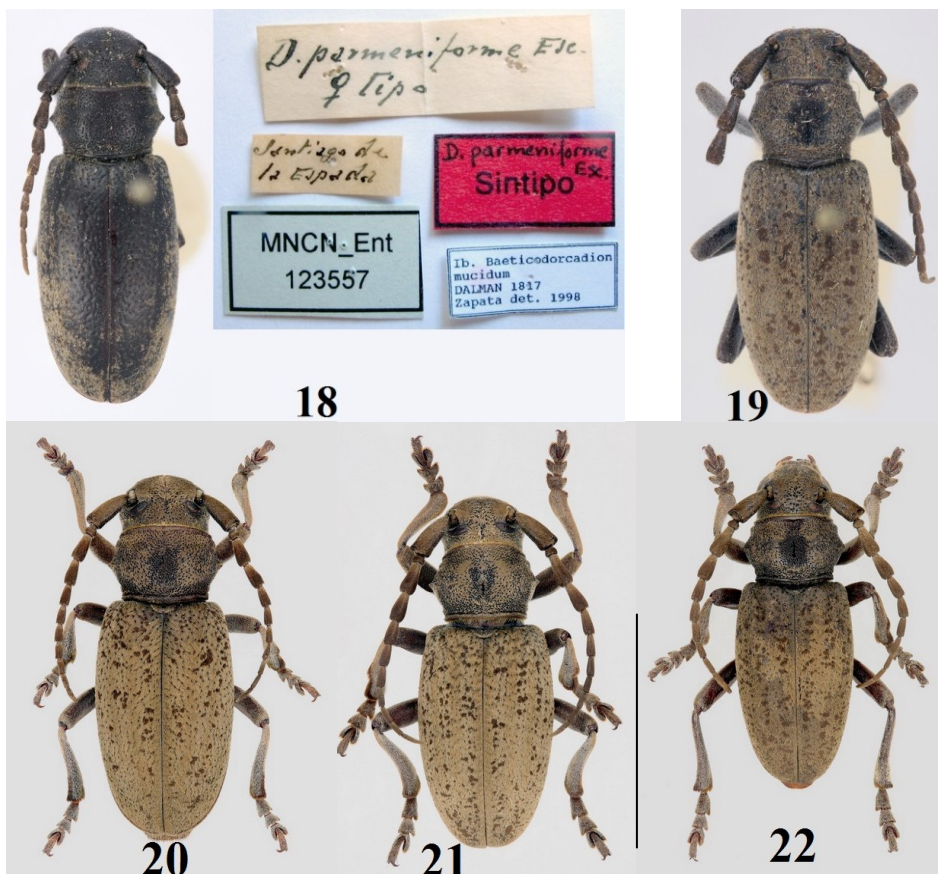 D. parmeniforme Esc.
♀ Tipo
Santiago de
la Espada
D. parmeniforme
Ex.
Sintipo
MNCN_Ent
123557
Ib. Baeticodorcadion
mucidum
DALMAN 1817
Zapata det. 1998
18
19
20
21
22